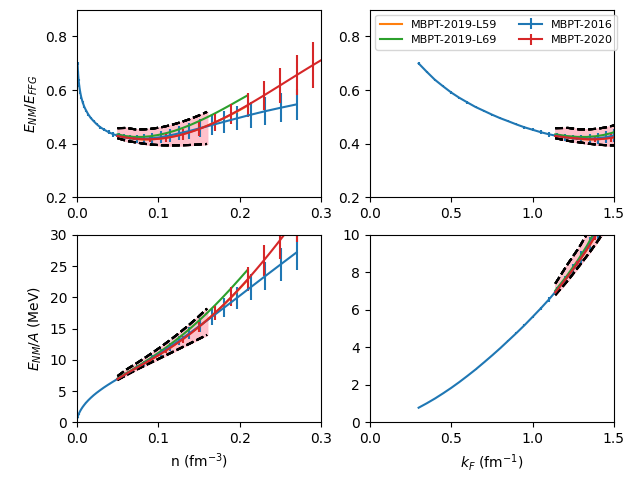 MBPT-2019-L59
MBPT-2019-L69
MBPT-2016
MBPT-2020
E_NM/E_FFG
0.8
0.6
0.4
0.2
0.0 0.1 0.2 0.3
0.8
0.6
0.4
0.2
0.0 0.5 1.0 1.5
E_NM/A (MeV)
30
25
20
15
10
5
0
0.0 0.1 0.2 0.3
n (fm⁻³)
10
8
6
4
2
0
0.0 0.5 1.0 1.5
k_F (fm⁻¹)